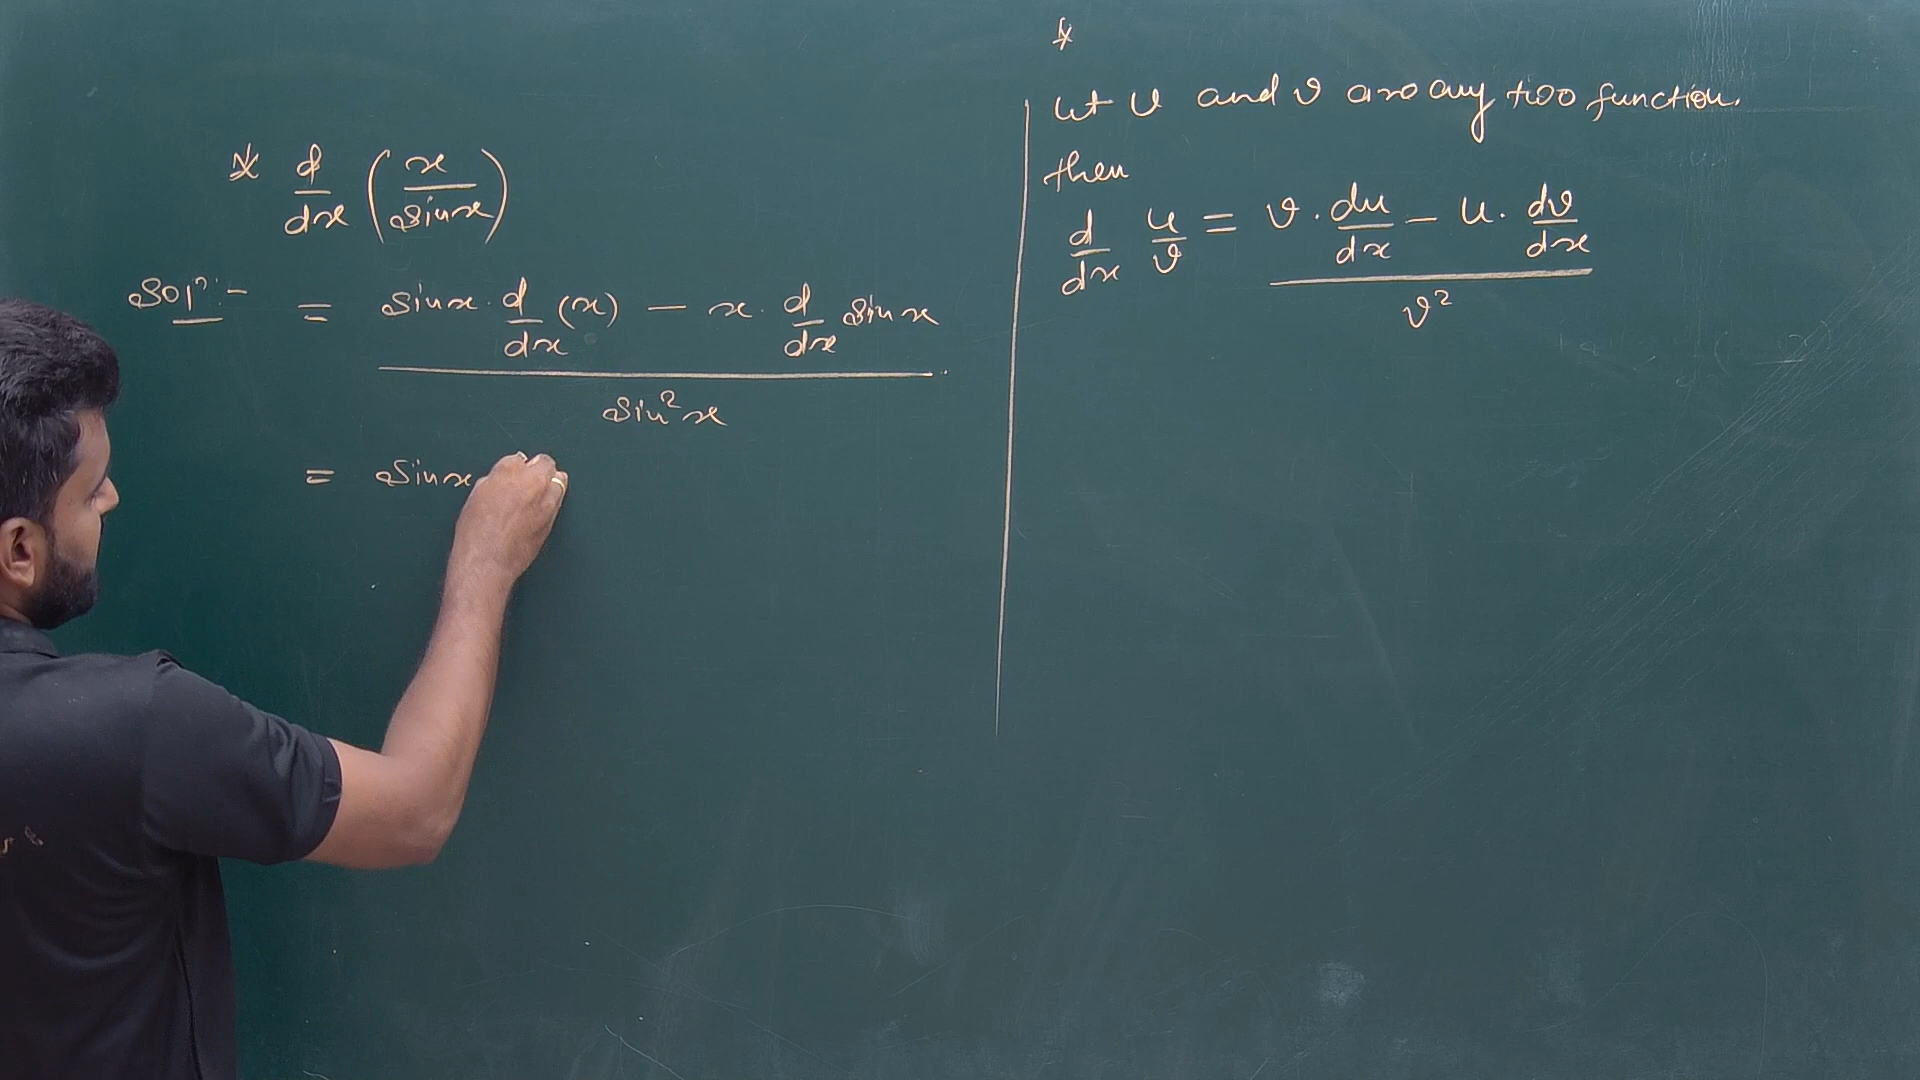 * d/dx (x/sinx)
Solⁿ:- = (sinx · d/dx (x) − x · d/dx sinx) / sin²x
= sinx
*
Let u and v are any two function.
then
d/dx u/v = (v · du/dx − u · dv/dx) / v²